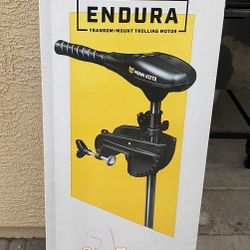 ENDURA
TRANSOM-MOUNT TROLLING MOTOR
MINN KOTA